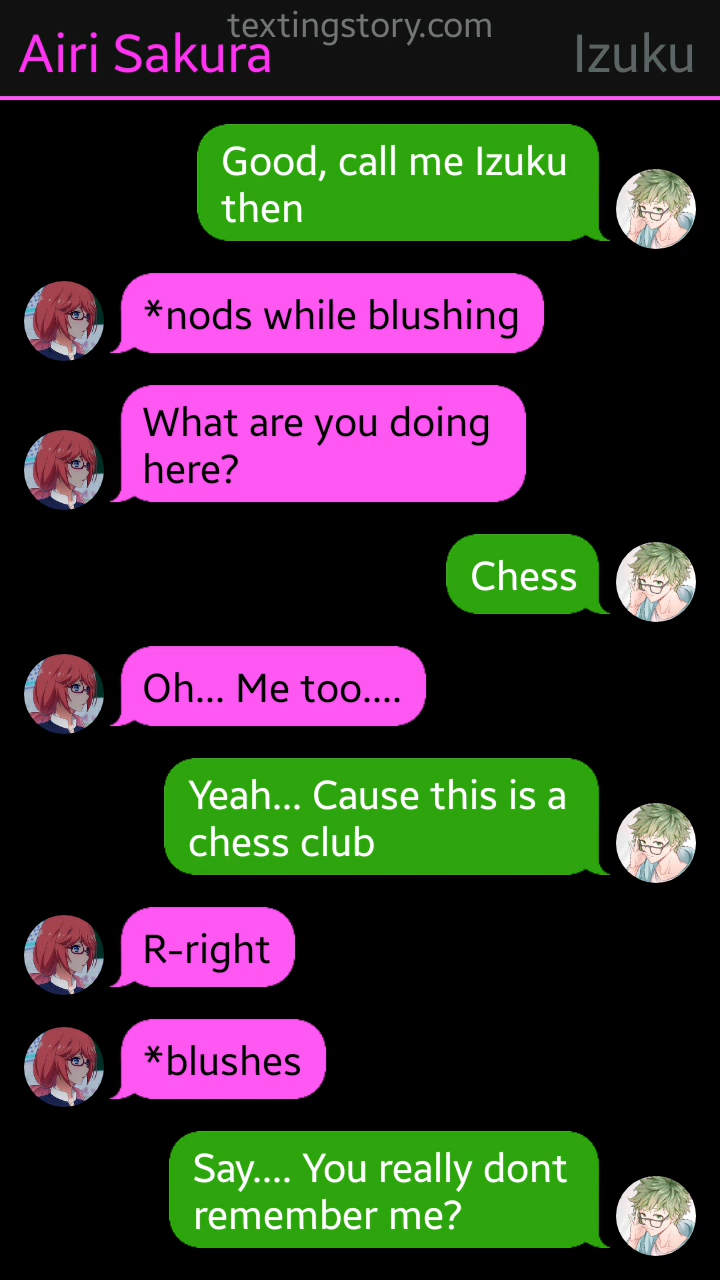 textingstory.com
Airi Sakura
Izuku
Good, call me Izuku
then
*nods while blushing
What are you doing
here?
Chess
Oh... Me too....
Yeah... Cause this is a
chess club
R-right
*blushes
Say.... You really dont
remember me?